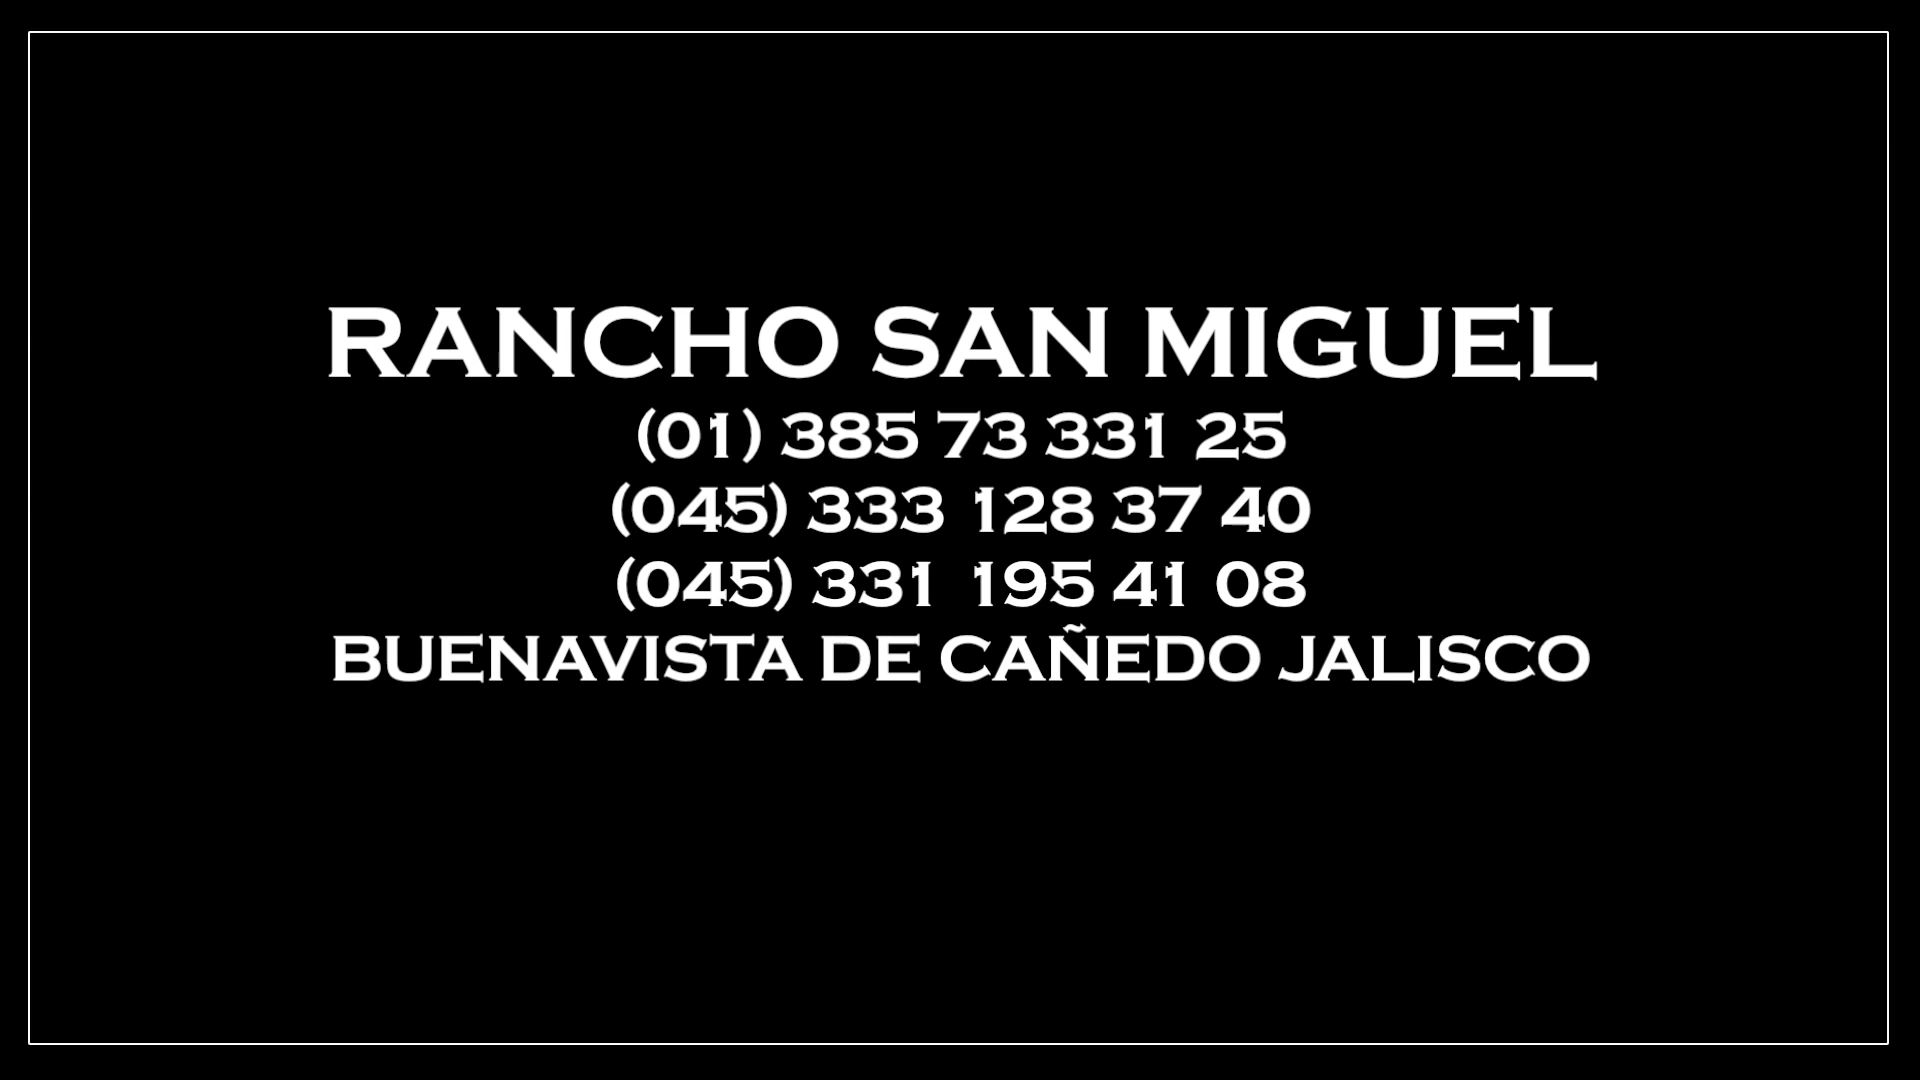 RANCHO SAN MIGUEL
(01) 385 73 331 25
(045) 333 128 37 40
(045) 331 195 41 08
BUENAVISTA DE CAÑEDO JALISCO